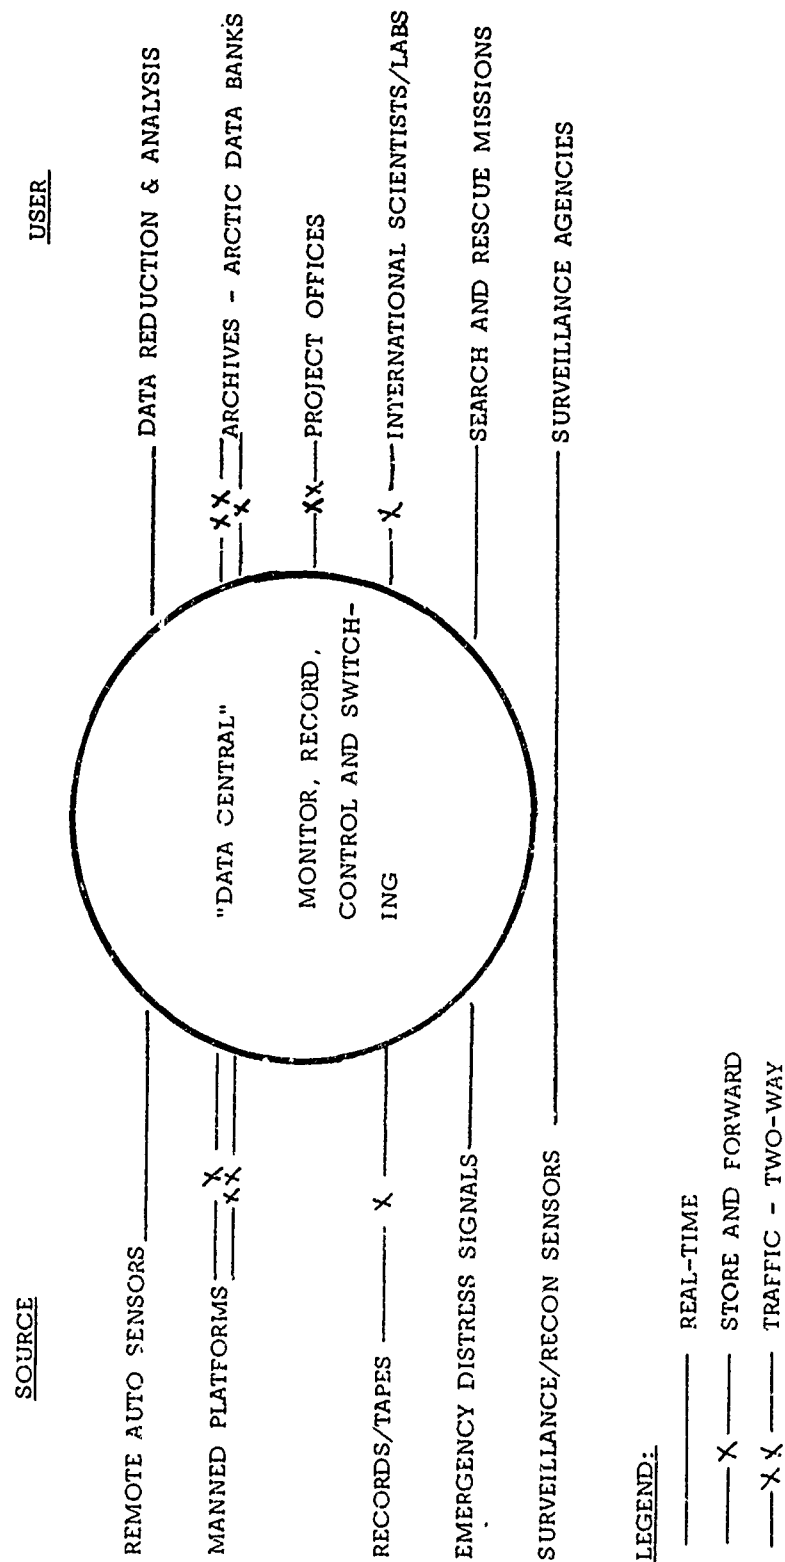 SOURCE
USER
REMOTE AUTO SENSORS
MANNED PLATFORMS
RECORDS/TAPES
EMERGENCY DISTRESS SIGNALS
SURVEILLANCE/RECON SENSORS
"DATA CENTRAL"
MONITOR, RECORD,
CONTROL AND SWITCH-
ING
DATA REDUCTION & ANALYSIS
ARCHIVES - ARCTIC DATA BANKS
PROJECT OFFICES
INTERNATIONAL SCIENTISTS/LABS
SEARCH AND RESCUE MISSIONS
SURVEILLANCE AGENCIES
LEGEND:
REAL-TIME
X STORE AND FORWARD
XX TRAFFIC - TWO-WAY